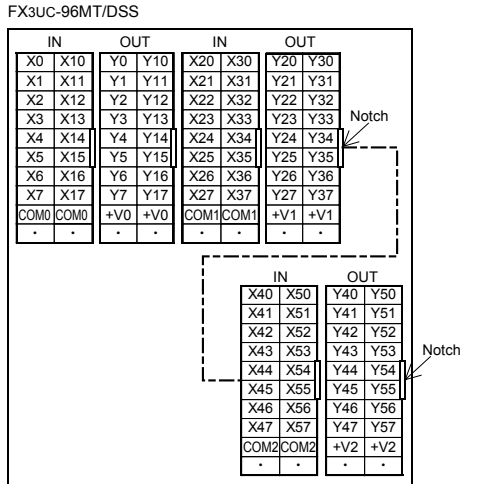 FX3UC-96MT/DSS
IN OUT IN OUT
X0 X10 Y0 Y10 X20 X30 Y20 Y30
X1 X11 Y1 Y11 X21 X31 Y21 Y31
X2 X12 Y2 Y12 X22 X32 Y22 Y32
X3 X13 Y3 Y13 X23 X33 Y23 Y33
Notch
X4 X14 Y4 Y14 X24 X34 Y24 Y34
X5 X15 Y5 Y15 X25 X35 Y25 Y35
X6 X16 Y6 Y16 X26 X36 Y26 Y36
X7 X17 Y7 Y17 X27 X37 Y27 Y37
COM0 COM0 +V0 +V0 COM1 COM1 +V1 +V1
· · · · · · · ·
IN OUT
X40 X50 Y40 Y50
X41 X51 Y41 Y51
X42 X52 Y42 Y52
X43 X53 Y43 Y53
Notch
X44 X54 Y44 Y54
X45 X55 Y45 Y55
X46 X56 Y46 Y56
X47 X57 Y47 Y57
COM2 COM2 +V2 +V2
· · · ·